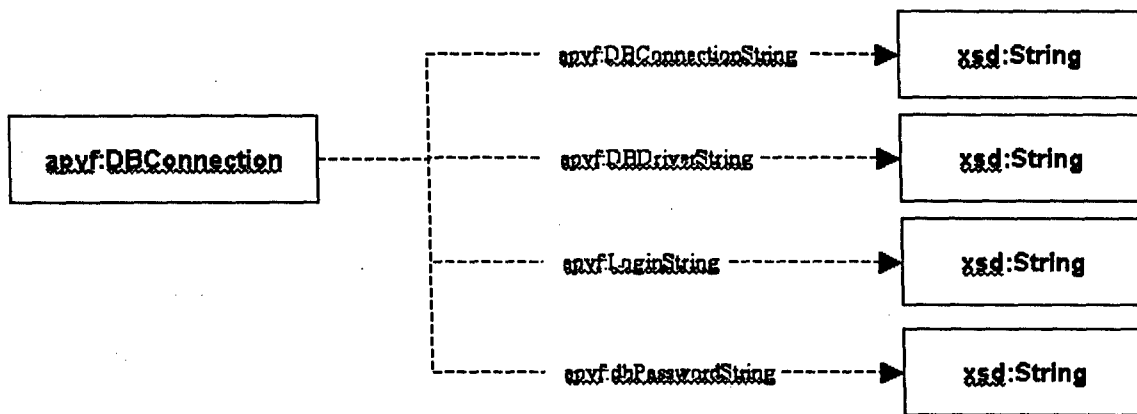 apvf:DBConnectionString xsd:String
apvf:DBConnection
apvf:DBDriverString xsd:String
apvf:LoginString xsd:String
apvf:dbPasswordString xsd:String